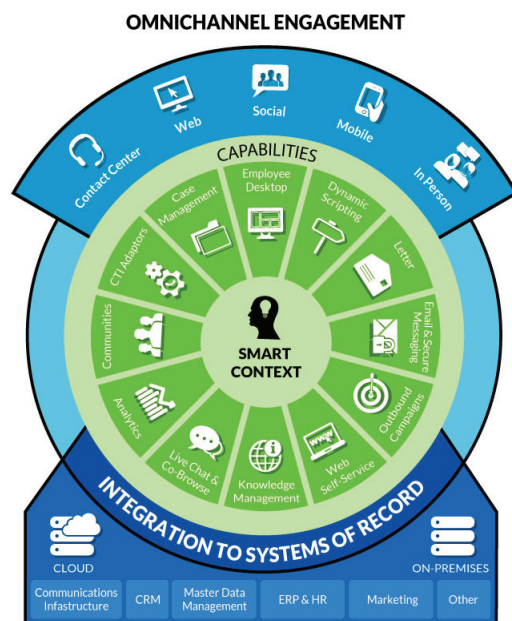 OMNICHANNEL ENGAGEMENT
Contact Center
Web
Social
Mobile
In Person
CAPABILITIES
Employee
Desktop
Dynamic
Scripting
Letter
Email & Secure
Messaging
Outbound
Campaigns
Web
Self-Service
Knowledge
Management
Live Chat &
Co-Browse
Analytics
Communities
CTI Adaptors
Case
Management
SMART
CONTEXT
WWW
INTEGRATION TO SYSTEMS OF RECORD
CLOUD
ON-PREMISES
Communications
Infastructure
CRM
Master Data
Management
ERP & HR
Marketing
Other